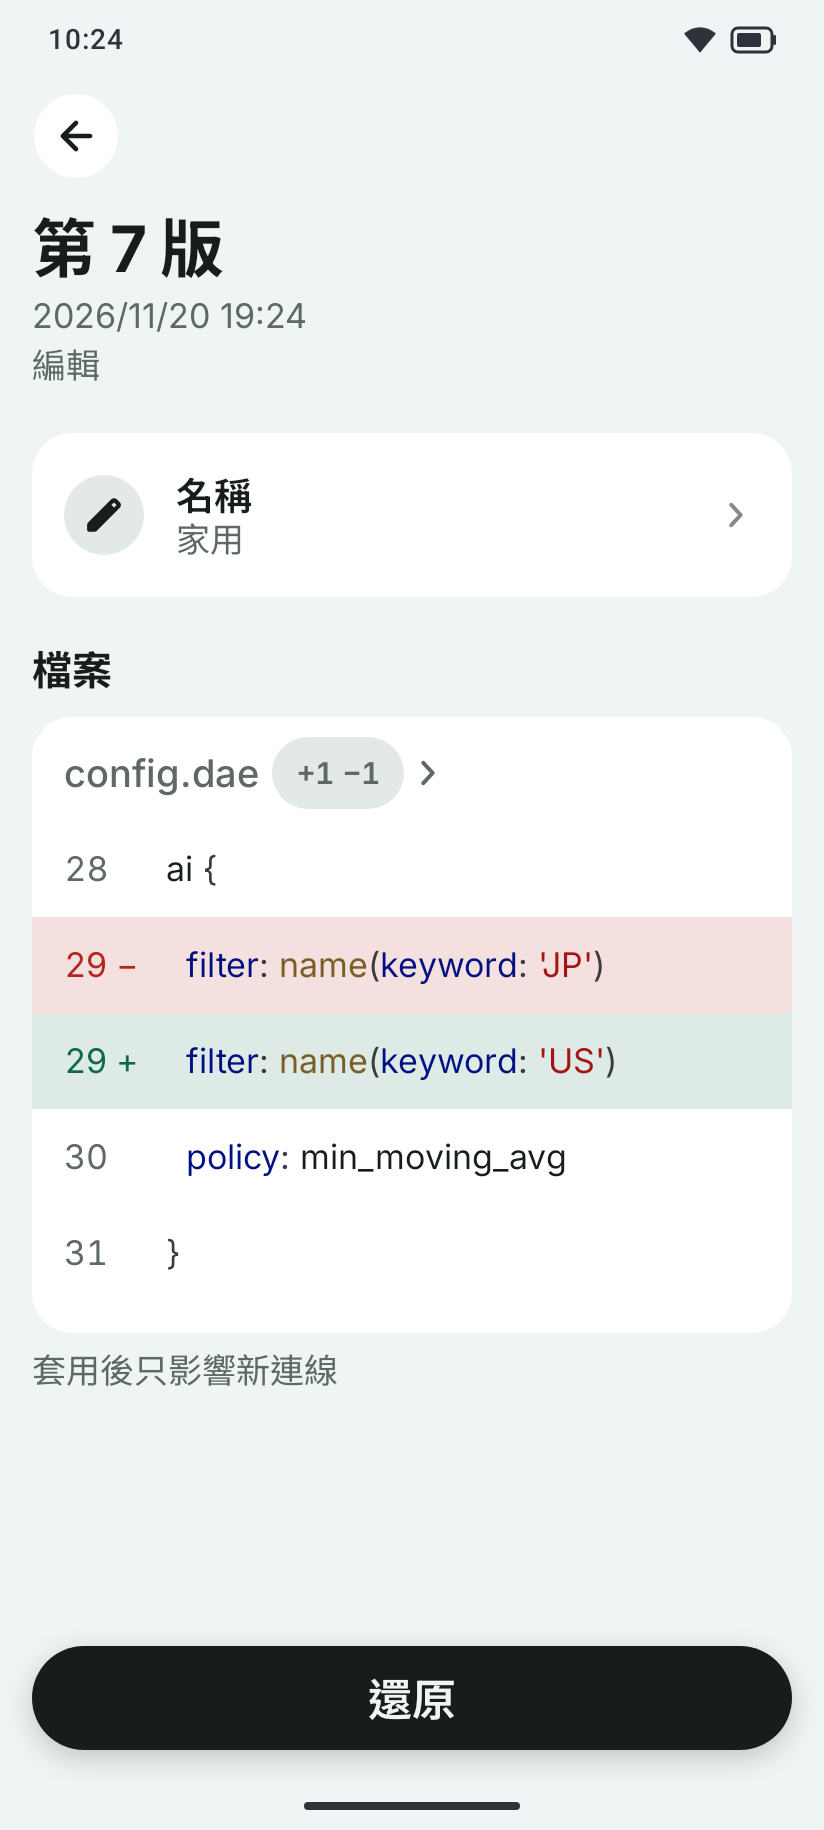 10:24
第 7 版
2026/11/20 19:24
編輯
名稱
家用
檔案
config.dae +1 −1
28 ai {
29 − filter: name(keyword: 'JP')
29 + filter: name(keyword: 'US')
30 policy: min_moving_avg
31 }
套用後只影響新連線
還原